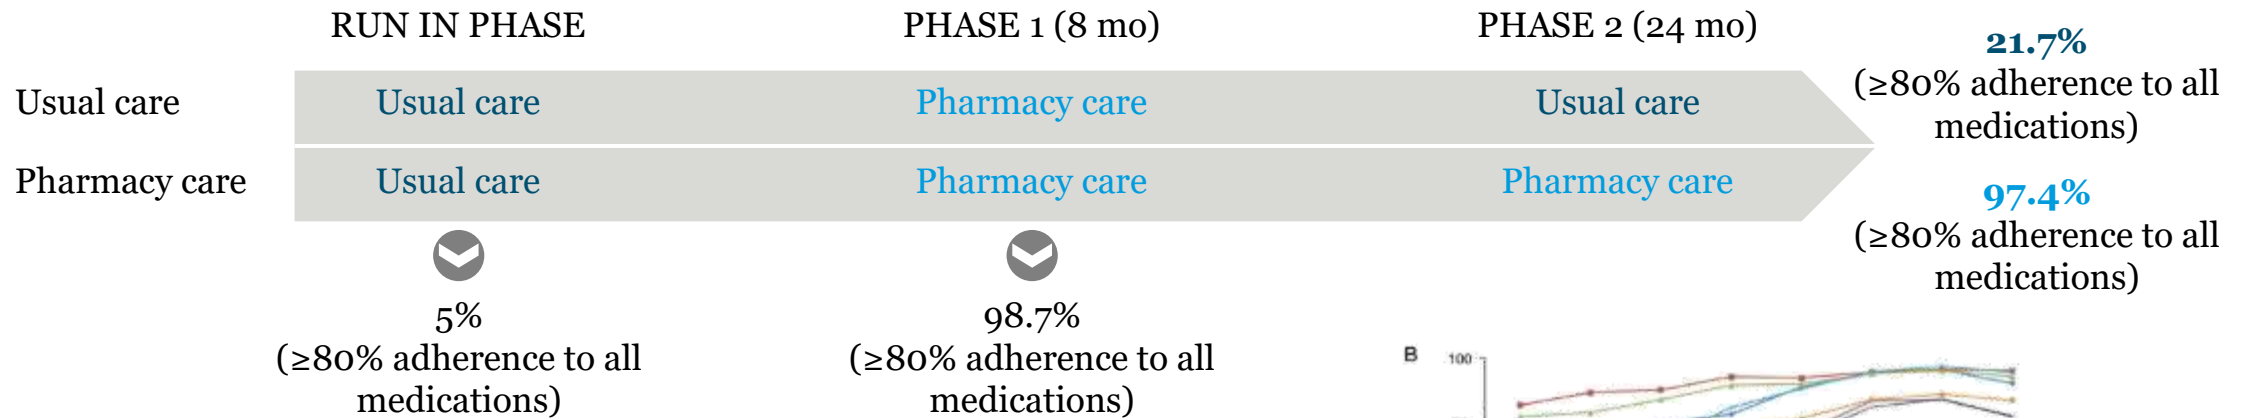 RUN IN PHASE PHASE 1 (8 mo) PHASE 2 (24 mo)
21.7%
(≥80% adherence to all
medications)
Usual care Usual care Pharmacy care Usual care
Pharmacy care Usual care Pharmacy care Pharmacy care
97.4%
(≥80% adherence to all
medications)
5%
(≥80% adherence to all
medications)
98.7%
(≥80% adherence to all
medications)
B 100